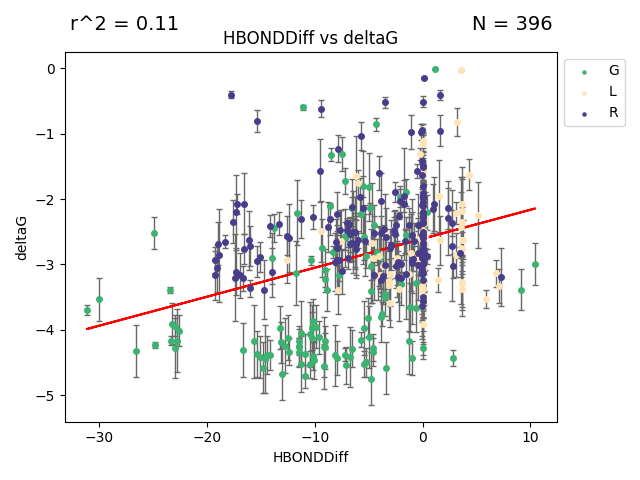 r^2 = 0.11
N = 396
HBONDDiff vs deltaG
G
L
R
0
−1
−2
−3
−4
−5
deltaG
−30 −20 −10 0 10
HBONDDiff